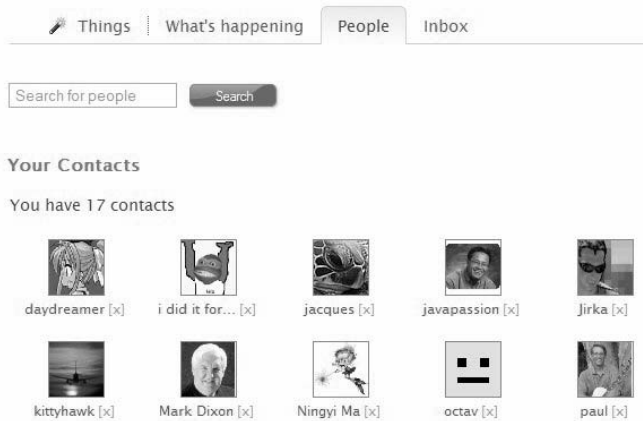 Things What's happening People Inbox
Search for people Search
Your Contacts
You have 17 contacts
daydreamer [x] i did it for... [x] jacques [x] javapassion [x] Jirka [x]
kittyhawk [x] Mark Dixon [x] Ningyi Ma [x] octav [x] paul [x]